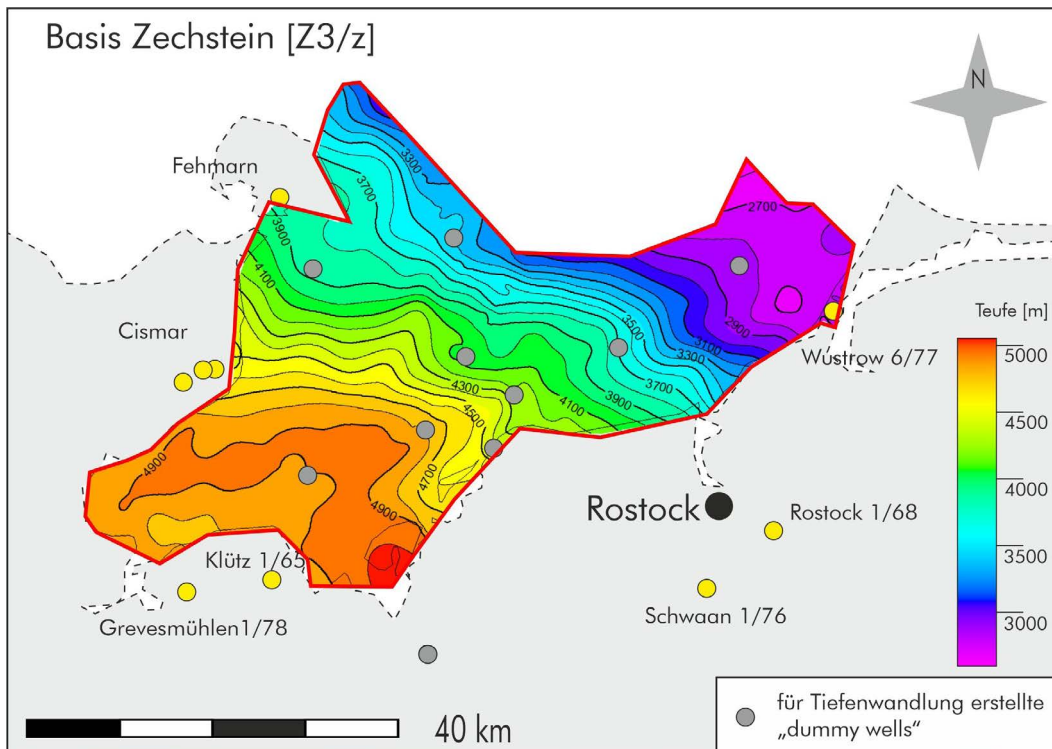 Basis Zechstein [Z3/z]
N
Fehmarn
3300
3700
2700
3900
4100
Teufe [m]
3500
2900
Cismar
3100
5000
3300
Wustrow 6/77
3700
4300
3900
4100
4500
4500
4700
4900
4000
4900
Rostock
Rostock 1/68
3500
Klütz 1/65
Schwaan 1/76
3000
Grevesmühlen1/78
für Tiefenwandlung erstellte
„dummy wells“
40 km